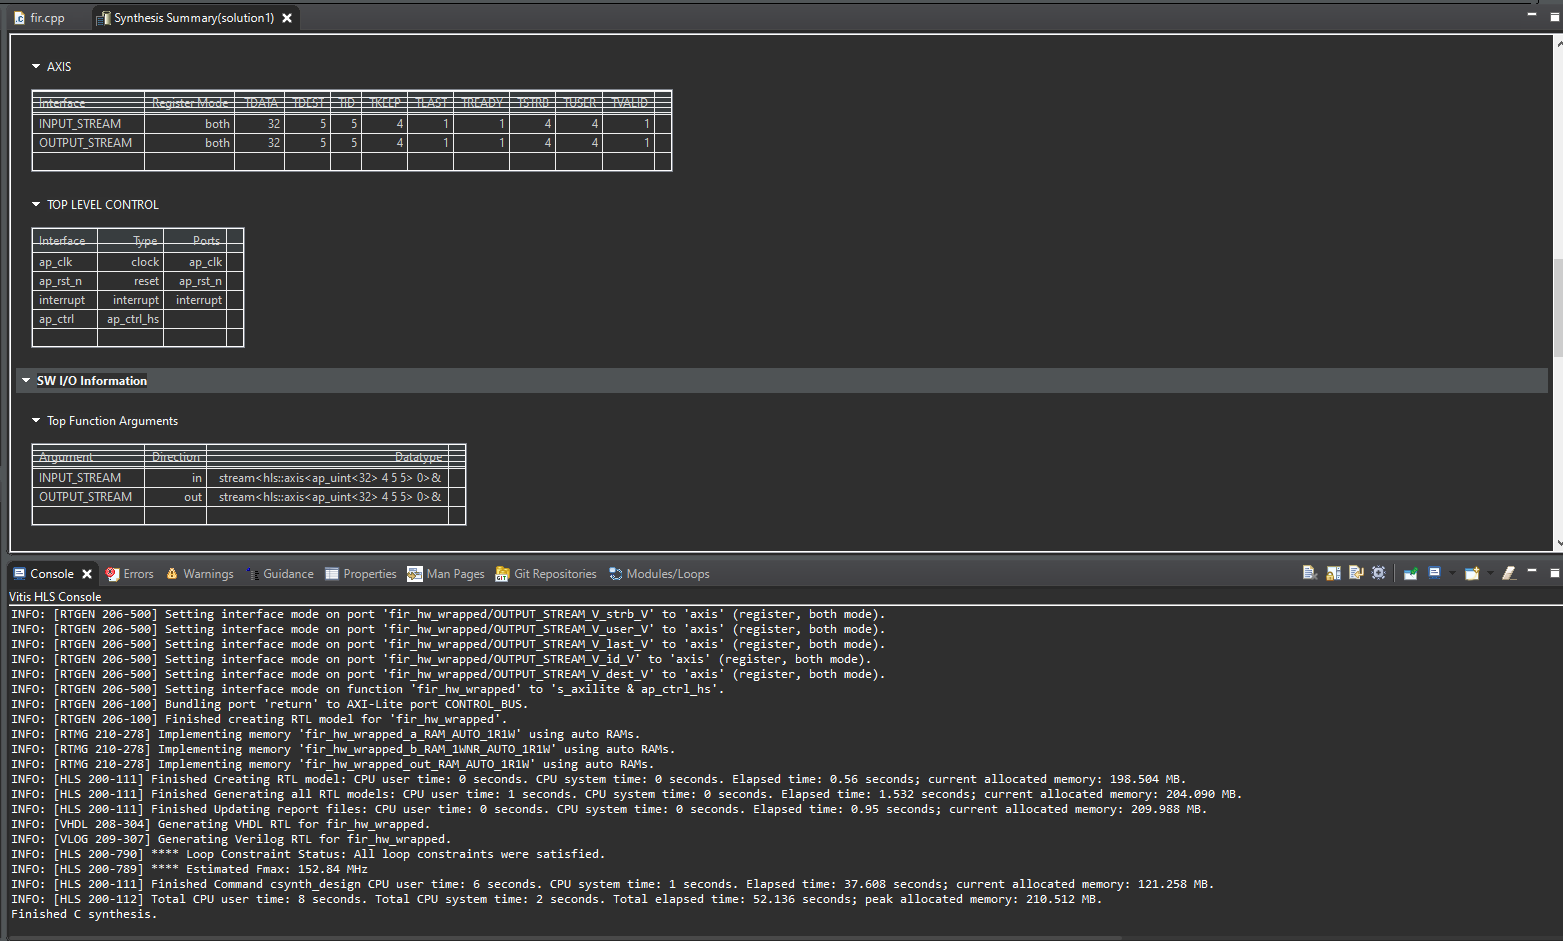 fir.cpp
Synthesis Summary(solution1)
AXIS
Interface Register Mode TDATA TDEST TID TKEEP TLAST TREADY TSTRB TUSER TVALID
INPUT_STREAM both 32 5 5 4 1 1 4 4 1
OUTPUT_STREAM both 32 5 5 4 1 1 4 4 1
TOP LEVEL CONTROL
Interface Type Ports
ap_clk clock ap_clk
ap_rst_n reset ap_rst_n
interrupt interrupt interrupt
ap_ctrl ap_ctrl_hs
SW I/O Information
Top Function Arguments
Argument Direction Datatype
INPUT_STREAM in stream<hls::axis<ap_uint<32> 4 5 5> 0>&
OUTPUT_STREAM out stream<hls::axis<ap_uint<32> 4 5 5> 0>&
Console Errors Warnings Guidance Properties Man Pages Git Repositories Modules/Loops
Vitis HLS Console
INFO: [RTGEN 206-500] Setting interface mode on port 'fir_hw_wrapped/OUTPUT_STREAM_V_strb_V' to 'axis' (register, both mode).
INFO: [RTGEN 206-500] Setting interface mode on port 'fir_hw_wrapped/OUTPUT_STREAM_V_user_V' to 'axis' (register, both mode).
INFO: [RTGEN 206-500] Setting interface mode on port 'fir_hw_wrapped/OUTPUT_STREAM_V_last_V' to 'axis' (register, both mode).
INFO: [RTGEN 206-500] Setting interface mode on port 'fir_hw_wrapped/OUTPUT_STREAM_V_id_V' to 'axis' (register, both mode).
INFO: [RTGEN 206-500] Setting interface mode on port 'fir_hw_wrapped/OUTPUT_STREAM_V_dest_V' to 'axis' (register, both mode).
INFO: [RTGEN 206-500] Setting interface mode on function 'fir_hw_wrapped' to 's_axilite & ap_ctrl_hs'.
INFO: [RTGEN 206-100] Bundling port 'return' to AXI-Lite port CONTROL_BUS.
INFO: [RTGEN 206-100] Finished creating RTL model for 'fir_hw_wrapped'.
INFO: [RTMG 210-278] Implementing memory 'fir_hw_wrapped_a_RAM_AUTO_1R1W' using auto RAMs.
INFO: [RTMG 210-278] Implementing memory 'fir_hw_wrapped_b_RAM_1WNR_AUTO_1R1W' using auto RAMs.
INFO: [RTMG 210-278] Implementing memory 'fir_hw_wrapped_out_RAM_AUTO_1R1W' using auto RAMs.
INFO: [HLS 200-111] Finished Creating RTL model: CPU user time: 0 seconds. CPU system time: 0 seconds. Elapsed time: 0.56 seconds; current allocated memory: 198.504 MB.
INFO: [HLS 200-111] Finished Generating all RTL models: CPU user time: 1 seconds. CPU system time: 0 seconds. Elapsed time: 1.532 seconds; current allocated memory: 204.090 MB.
INFO: [HLS 200-111] Finished Updating report files: CPU user time: 0 seconds. CPU system time: 0 seconds. Elapsed time: 0.95 seconds; current allocated memory: 209.988 MB.
INFO: [VHDL 208-304] Generating VHDL RTL for fir_hw_wrapped.
INFO: [VLOG 209-307] Generating Verilog RTL for fir_hw_wrapped.
INFO: [HLS 200-790] **** Loop Constraint Status: All loop constraints were satisfied.
INFO: [HLS 200-789] **** Estimated Fmax: 152.84 MHz
INFO: [HLS 200-111] Finished Command csynth_design CPU user time: 6 seconds. CPU system time: 1 seconds. Elapsed time: 37.608 seconds; current allocated memory: 121.258 MB.
INFO: [HLS 200-112] Total CPU user time: 8 seconds. Total CPU system time: 2 seconds. Total elapsed time: 52.136 seconds; peak allocated memory: 210.512 MB.
Finished C synthesis.